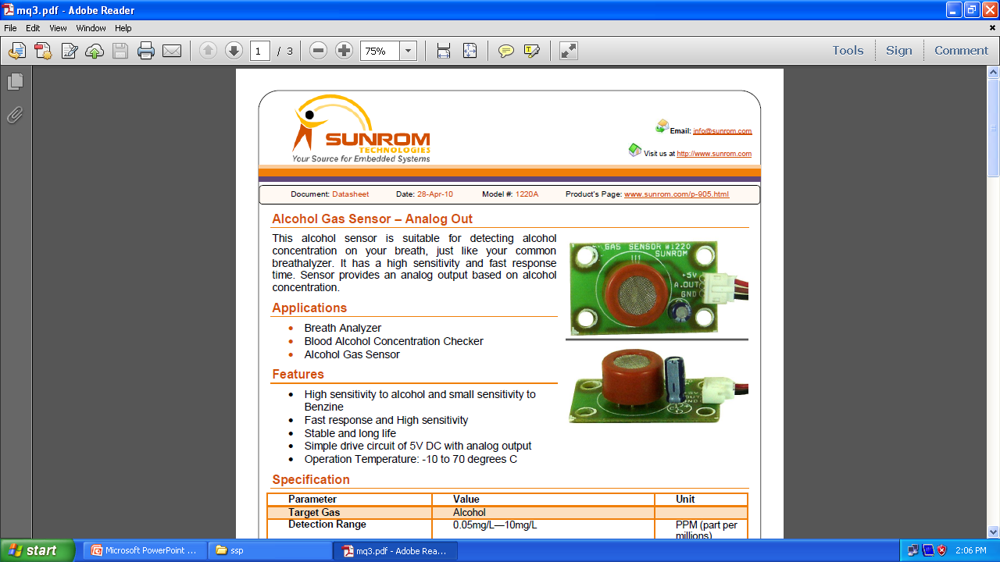 mq3.pdf - Adobe Reader
File Edit View Window Help
1 / 3 75% Tools Sign Comment
SUNROM
TECHNOLOGIES
Your Source for Embedded Systems
Email: info@sunrom.com
Visit us at http://www.sunrom.com
Document: Datasheet Date: 28-Apr-10 Model #: 1220A Product's Page: www.sunrom.com/p-905.html
Alcohol Gas Sensor – Analog Out
This alcohol sensor is suitable for detecting alcohol
concentration on your breath, just like your common
breathalyzer. It has a high sensitivity and fast response
time. Sensor provides an analog output based on alcohol
concentration.
GAS SENSOR #1220
SUNROM
+5V
A.OUT
GND
Applications
• Breath Analyzer
• Blood Alcohol Concentration Checker
• Alcohol Gas Sensor
Features
• High sensitivity to alcohol and small sensitivity to
Benzine
• Fast response and High sensitivity
• Stable and long life
• Simple drive circuit of 5V DC with analog output
• Operation Temperature: -10 to 70 degrees C
Specification
Parameter Value Unit
Target Gas Alcohol
Detection Range 0.05mg/L—10mg/L PPM (part per
millions)
start Microsoft PowerPoint ... ssp mq3.pdf - Adobe Rea... 2:06 PM